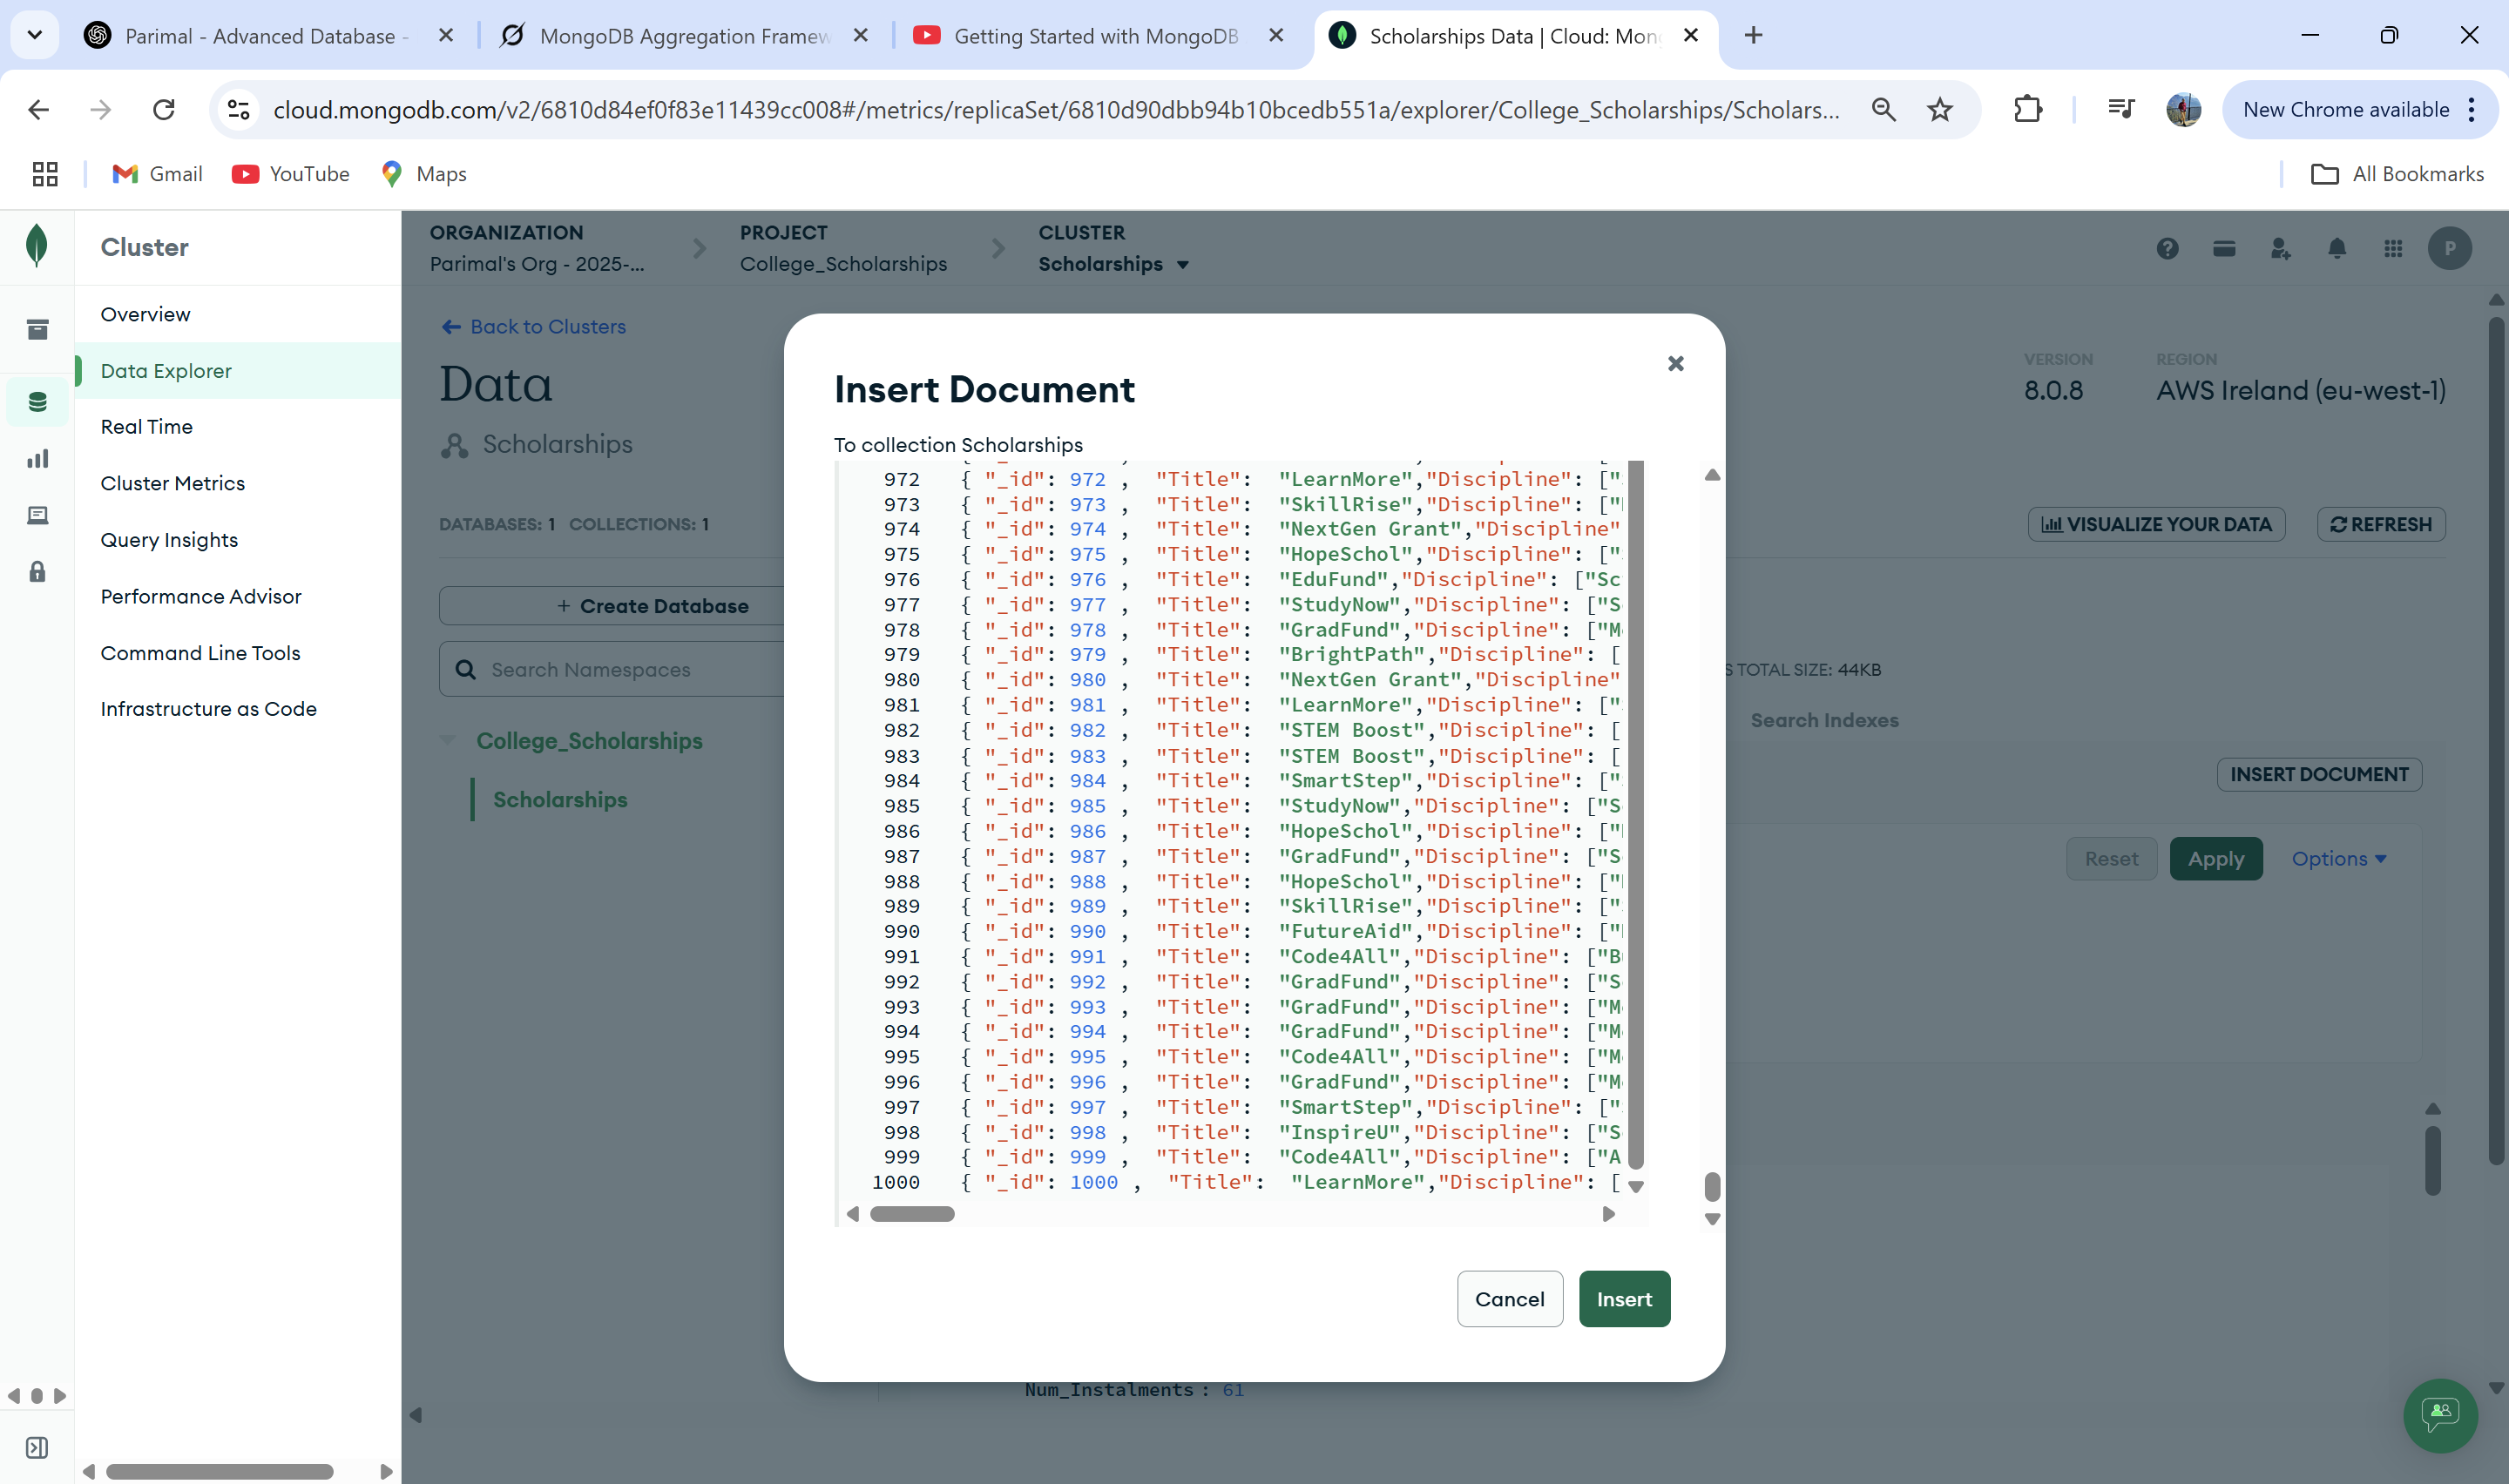 Parimal - Advanced Database -
MongoDB Aggregation Framew
Getting Started with MongoDB
Scholarships Data | Cloud: Mon
cloud.mongodb.com/v2/6810d84ef0f83e11439cc008#/metrics/replicaSet/6810d90dbb94b10bcedb551a/explorer/College_Scholarships/Scholars...
New Chrome available
Gmail
YouTube
Maps
All Bookmarks
Cluster
Overview
Data Explorer
Real Time
Cluster Metrics
Query Insights
Performance Advisor
Command Line Tools
Infrastructure as Code
ORGANIZATION
Parimal's Org - 2025-...
PROJECT
College_Scholarships
CLUSTER
Scholarships
P
Back to Clusters
Data
Scholarships
VERSION
8.0.8
REGION
AWS Ireland (eu-west-1)
DATABASES: 1 COLLECTIONS: 1
VISUALIZE YOUR DATA
REFRESH
+ Create Database
Search Namespaces
College_Scholarships
Scholarships
S TOTAL SIZE: 44KB
Search Indexes
INSERT DOCUMENT
Reset
Apply
Options
Insert Document
To collection Scholarships
972 { "_id": 972 , "Title": "LearnMore","Discipline": ["
973 { "_id": 973 , "Title": "SkillRise","Discipline": ["
974 { "_id": 974 , "Title": "NextGen Grant","Discipline"
975 { "_id": 975 , "Title": "HopeSchol","Discipline": ["
976 { "_id": 976 , "Title": "EduFund","Discipline": ["Sc
977 { "_id": 977 , "Title": "StudyNow","Discipline": ["S
978 { "_id": 978 , "Title": "GradFund","Discipline": ["M
979 { "_id": 979 , "Title": "BrightPath","Discipline": [
980 { "_id": 980 , "Title": "NextGen Grant","Discipline"
981 { "_id": 981 , "Title": "LearnMore","Discipline": ["
982 { "_id": 982 , "Title": "STEM Boost","Discipline": [
983 { "_id": 983 , "Title": "STEM Boost","Discipline": [
984 { "_id": 984 , "Title": "SmartStep","Discipline": ["
985 { "_id": 985 , "Title": "StudyNow","Discipline": ["S
986 { "_id": 986 , "Title": "HopeSchol","Discipline": ["
987 { "_id": 987 , "Title": "GradFund","Discipline": ["S
988 { "_id": 988 , "Title": "HopeSchol","Discipline": ["
989 { "_id": 989 , "Title": "SkillRise","Discipline": ["
990 { "_id": 990 , "Title": "FutureAid","Discipline": ["
991 { "_id": 991 , "Title": "Code4All","Discipline": ["B
992 { "_id": 992 , "Title": "GradFund","Discipline": ["S
993 { "_id": 993 , "Title": "GradFund","Discipline": ["M
994 { "_id": 994 , "Title": "GradFund","Discipline": ["M
995 { "_id": 995 , "Title": "Code4All","Discipline": ["M
996 { "_id": 996 , "Title": "GradFund","Discipline": ["M
997 { "_id": 997 , "Title": "SmartStep","Discipline": ["
998 { "_id": 998 , "Title": "InspireU","Discipline": ["S
999 { "_id": 999 , "Title": "Code4All","Discipline": ["A
1000 { "_id": 1000 , "Title": "LearnMore","Discipline": [
Cancel
Insert
Num_Instalments : 61